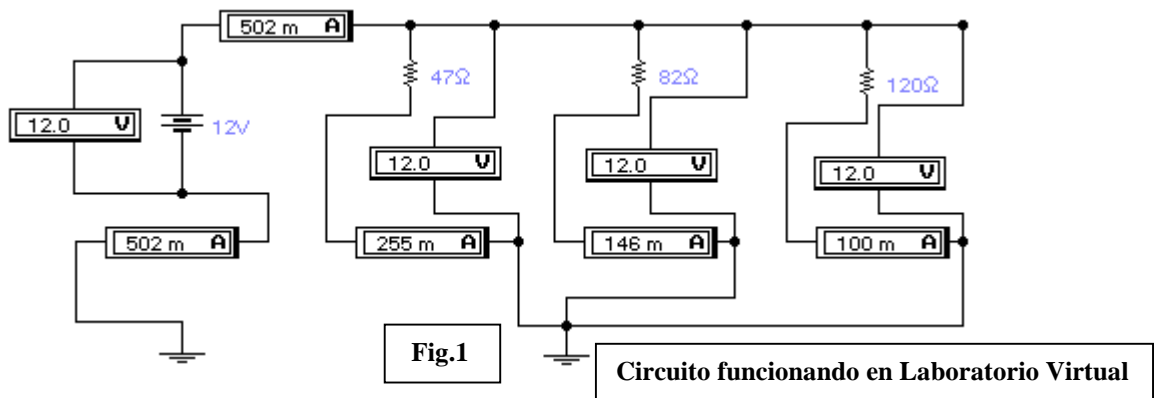 502 m A
47Ω
82Ω
120Ω
12.0 V
12V
12.0 V
12.0 V
12.0 V
502 m A
255 m A
146 m A
100 m A
Fig.1
Circuito funcionando en Laboratorio Virtual